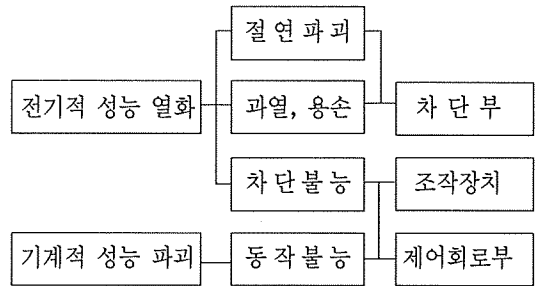 절연파괴
전기적 성능 열화
과열, 용손
차단부
차단불능
조작장치
기계적 성능 파괴
동작불능
제어회로부